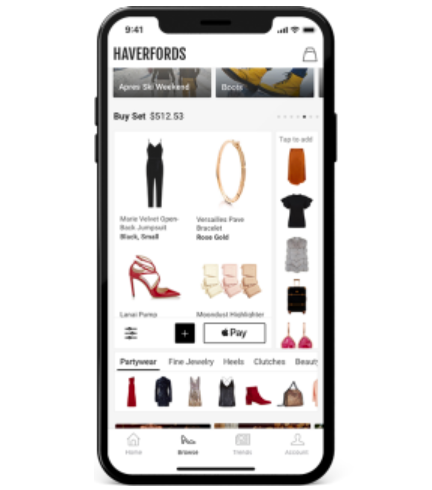 9:41
HAVERFORDS
Apres Ski Weekend
Boots
Buy Set $512.53
Tap to add
Marie Velvet Open-
Back Jumpsuit
Black, Small
Versailles Pave
Bracelet
Rose Gold
Lanai Pump
Moondust Highlighter
Pay
Partywear Fine Jewelry Heels Clutches Beaut
Home
Browse
Trends
Account